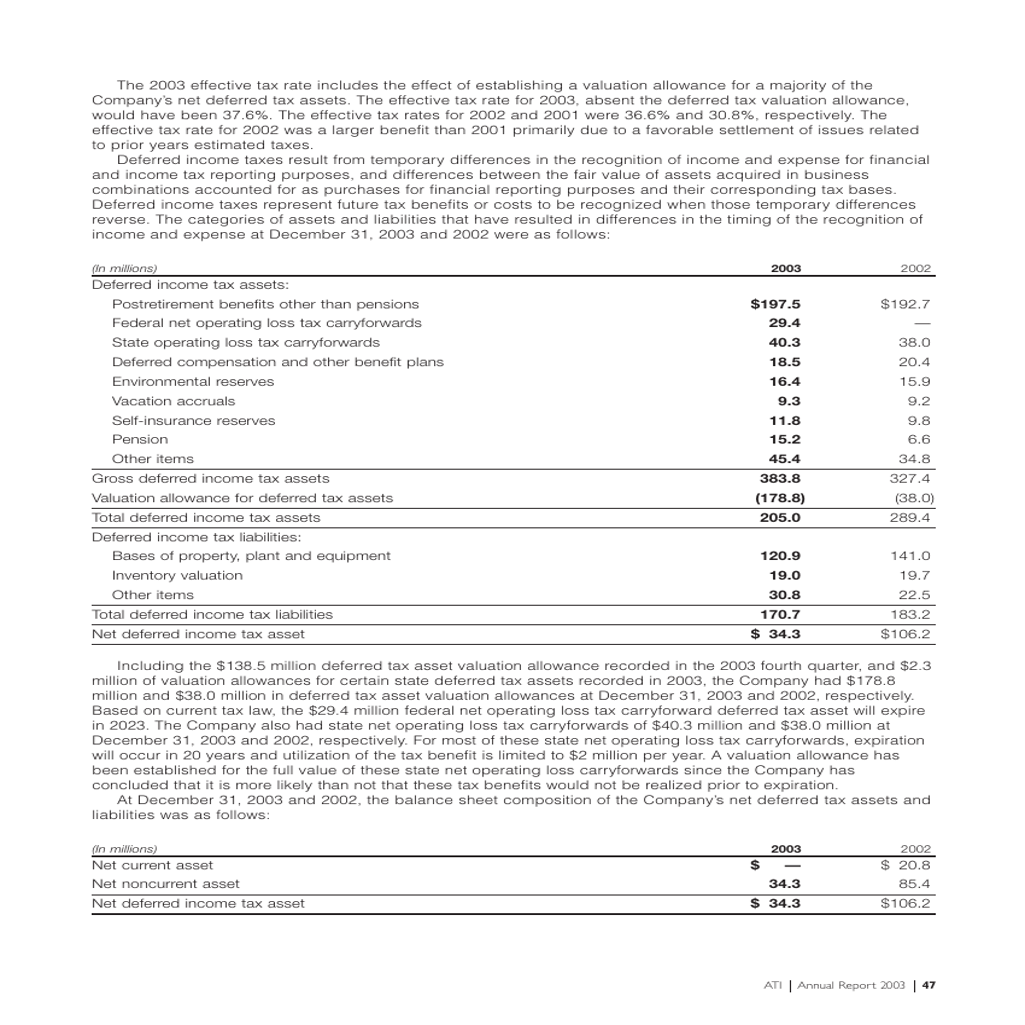 The 2003 effective tax rate includes the effect of establishing a valuation allowance for a majority of the
Company's net deferred tax assets. The effective tax rate for 2003, absent the deferred tax valuation allowance,
would have been 37.6%. The effective tax rates for 2002 and 2001 were 36.6% and 30.8%, respectively. The
effective tax rate for 2002 was a larger benefit than 2001 primarily due to a favorable settlement of issues related
to prior years estimated taxes.
Deferred income taxes result from temporary differences in the recognition of income and expense for financial
and income tax reporting purposes, and differences between the fair value of assets acquired in business
combinations accounted for as purchases for financial reporting purposes and their corresponding tax bases.
Deferred income taxes represent future tax benefits or costs to be recognized when those temporary differences
reverse. The categories of assets and liabilities that have resulted in differences in the timing of the recognition of
income and expense at December 31, 2003 and 2002 were as follows:
(In millions) 2003 2002
Deferred income tax assets:
Postretirement benefits other than pensions $197.5 $192.7
Federal net operating loss tax carryforwards 29.4 —
State operating loss tax carryforwards 40.3 38.0
Deferred compensation and other benefit plans 18.5 20.4
Environmental reserves 16.4 15.9
Vacation accruals 9.3 9.2
Self-insurance reserves 11.8 9.8
Pension 15.2 6.6
Other items 45.4 34.8
Gross deferred income tax assets 383.8 327.4
Valuation allowance for deferred tax assets (178.8) (38.0)
Total deferred income tax assets 205.0 289.4
Deferred income tax liabilities:
Bases of property, plant and equipment 120.9 141.0
Inventory valuation 19.0 19.7
Other items 30.8 22.5
Total deferred income tax liabilities 170.7 183.2
Net deferred income tax asset $ 34.3 $106.2
Including the $138.5 million deferred tax asset valuation allowance recorded in the 2003 fourth quarter, and $2.3
million of valuation allowances for certain state deferred tax assets recorded in 2003, the Company had $178.8
million and $38.0 million in deferred tax asset valuation allowances at December 31, 2003 and 2002, respectively.
Based on current tax law, the $29.4 million federal net operating loss tax carryforward deferred tax asset will expire
in 2023. The Company also had state net operating loss tax carryforwards of $40.3 million and $38.0 million at
December 31, 2003 and 2002, respectively. For most of these state net operating loss tax carryforwards, expiration
will occur in 20 years and utilization of the tax benefit is limited to $2 million per year. A valuation allowance has
been established for the full value of these state net operating loss carryforwards since the Company has
concluded that it is more likely than not that these tax benefits would not be realized prior to expiration.
At December 31, 2003 and 2002, the balance sheet composition of the Company's net deferred tax assets and
liabilities was as follows:
(In millions) 2003 2002
Net current asset $ — $ 20.8
Net noncurrent asset 34.3 85.4
Net deferred income tax asset $ 34.3 $106.2
ATI | Annual Report 2003 | 47